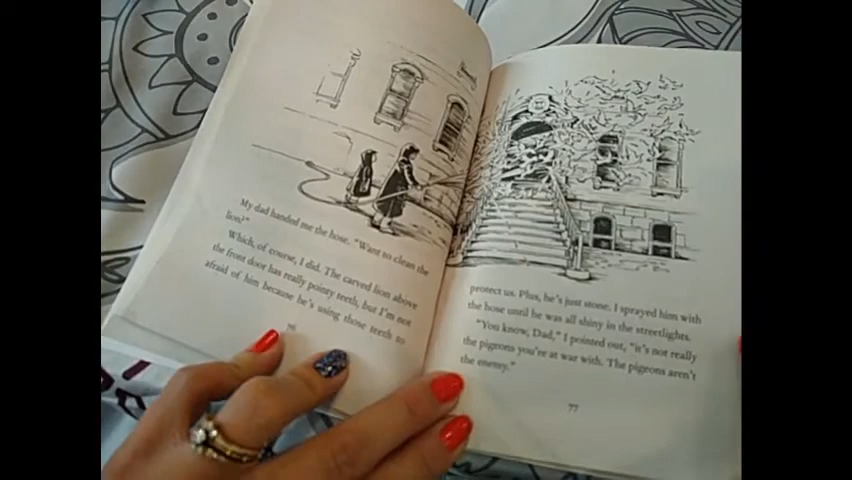 My dad handed me the hose. "Want to clean the
lion?"
Which, of course, I did. The carved lion above
the front door has really pointy teeth, but I'm not
afraid of him because he's using those teeth to
76
protect us. Plus, he's just stone. I sprayed him with
the hose until he was all shiny in the streetlights.
"You know, Dad," I pointed out, "it's not really
the pigeons you're at war with. The pigeons aren't
the enemy."
77